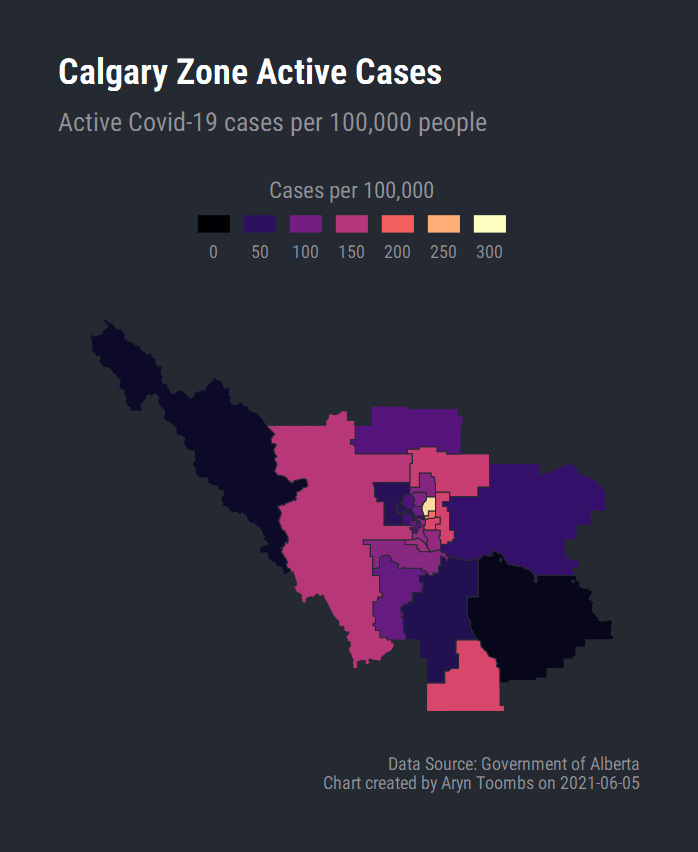 Calgary Zone Active Cases
Active Covid-19 cases per 100,000 people
Cases per 100,000
0 50 100 150 200 250 300
Data Source: Government of Alberta
Chart created by Aryn Toombs on 2021-06-05